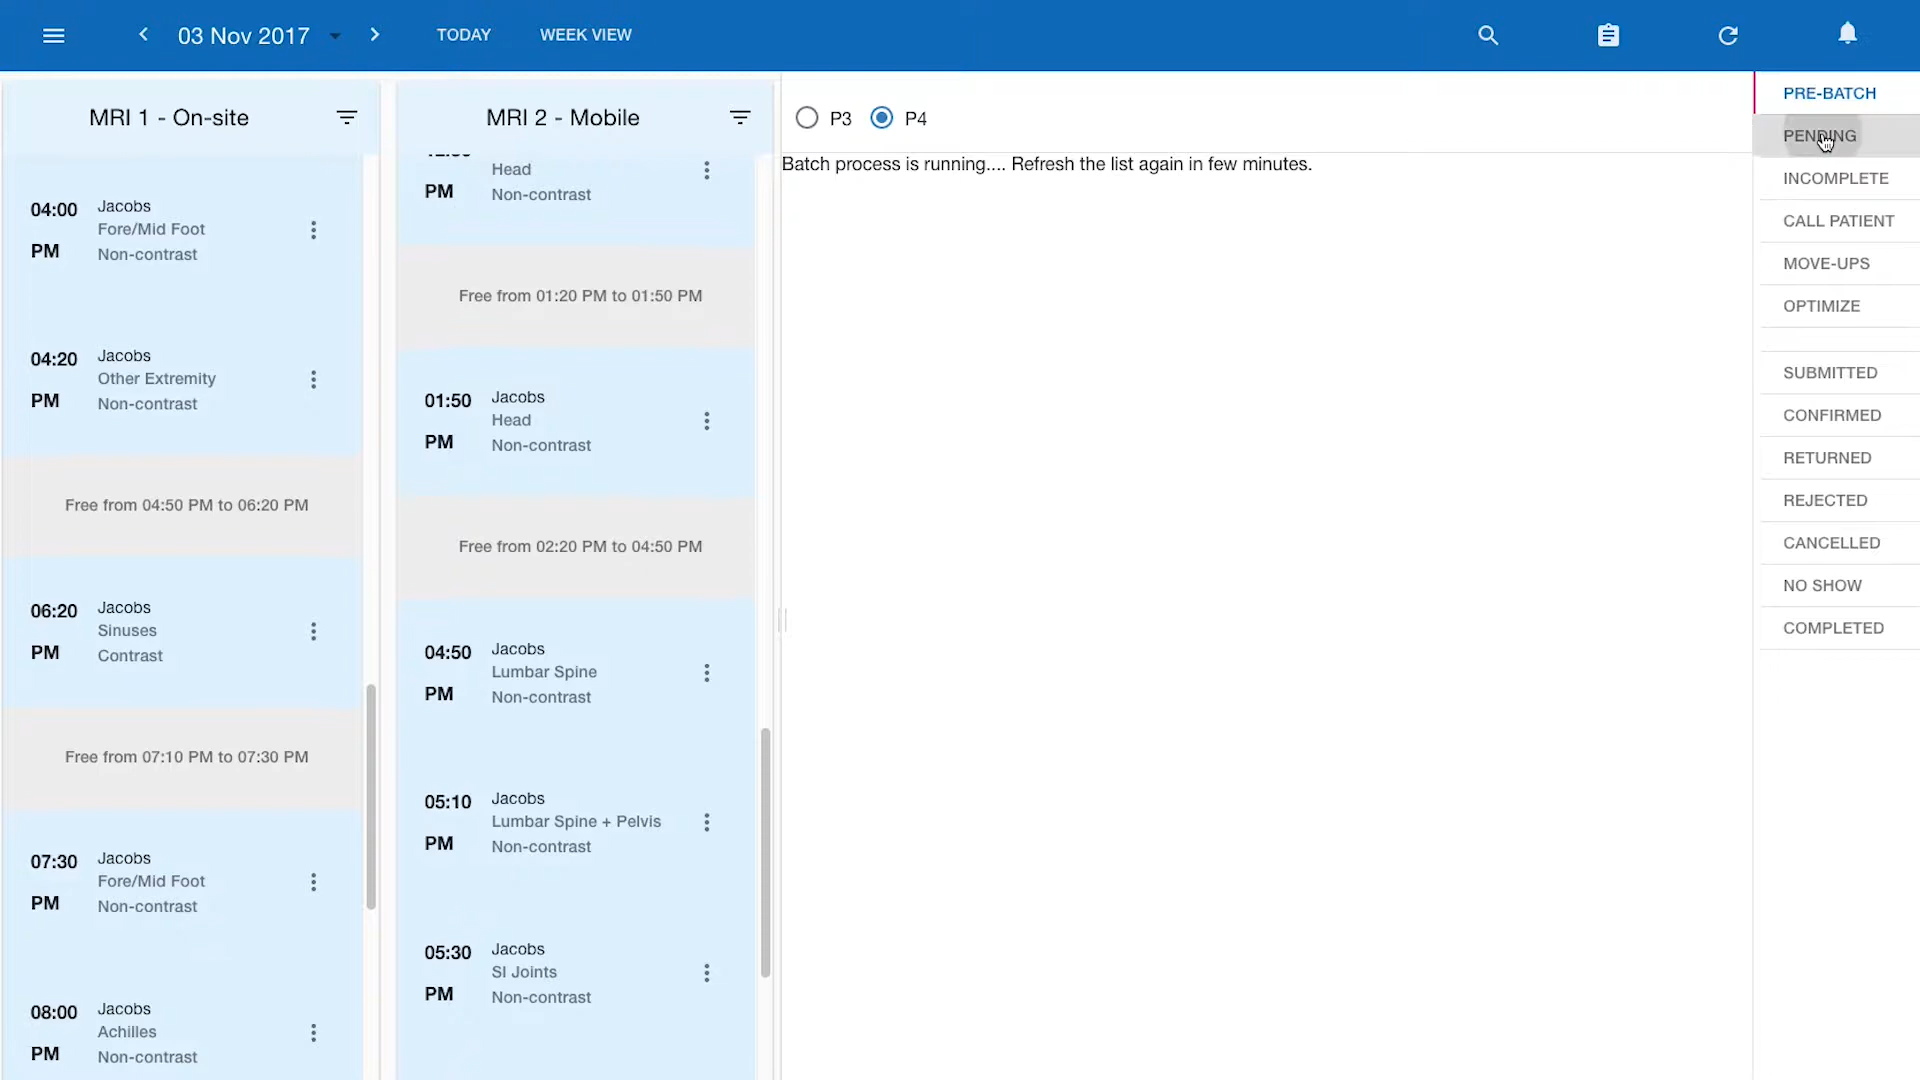 03 Nov 2017
TODAY
WEEK VIEW
MRI 1 - On-site
04:00 PM
Jacobs
Fore/Mid Foot
Non-contrast
04:20 PM
Jacobs
Other Extremity
Non-contrast
Free from 04:50 PM to 06:20 PM
06:20 PM
Jacobs
Sinuses
Contrast
Free from 07:10 PM to 07:30 PM
07:30 PM
Jacobs
Fore/Mid Foot
Non-contrast
08:00 PM
Jacobs
Achilles
Non-contrast
MRI 2 - Mobile
PM
Head
Non-contrast
Free from 01:20 PM to 01:50 PM
01:50 PM
Jacobs
Head
Non-contrast
Free from 02:20 PM to 04:50 PM
04:50 PM
Jacobs
Lumbar Spine
Non-contrast
05:10 PM
Jacobs
Lumbar Spine + Pelvis
Non-contrast
05:30 PM
Jacobs
SI Joints
Non-contrast
P3
P4
Batch process is running.... Refresh the list again in few minutes.
PRE-BATCH
PENDING
INCOMPLETE
CALL PATIENT
MOVE-UPS
OPTIMIZE
SUBMITTED
CONFIRMED
RETURNED
REJECTED
CANCELLED
NO SHOW
COMPLETED